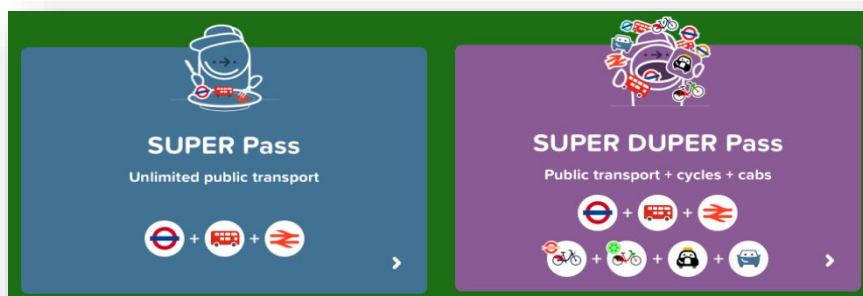 SUPER Pass
Unlimited public transport
+ +
SUPER DUPER Pass
Public transport + cycles + cabs
+ +
+ + +